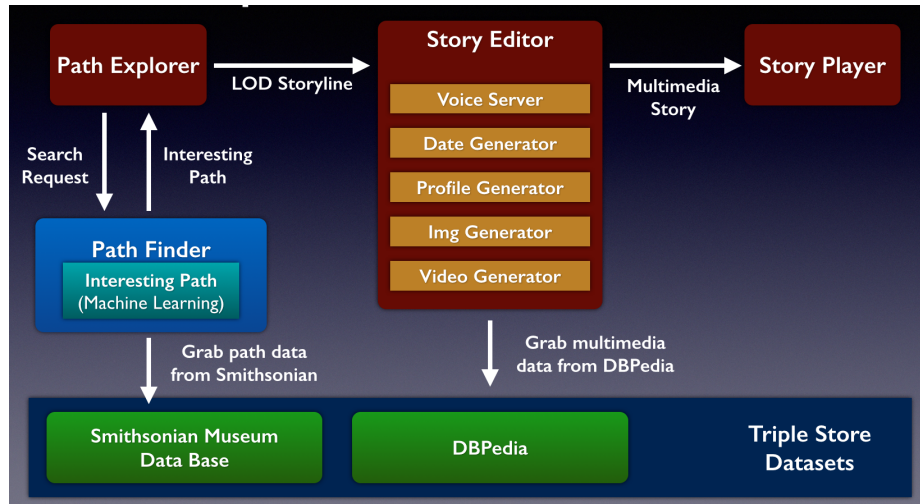 Path Explorer
LOD Storyline
Story Editor
Voice Server
Date Generator
Profile Generator
Img Generator
Video Generator
Multimedia
Story
Story Player
Search
Request
Interesting
Path
Path Finder
Interesting Path
(Machine Learning)
Grab path data
from Smithsonian
Grab multimedia
data from DBPedia
Smithsonian Museum
Data Base
DBPedia
Triple Store
Datasets